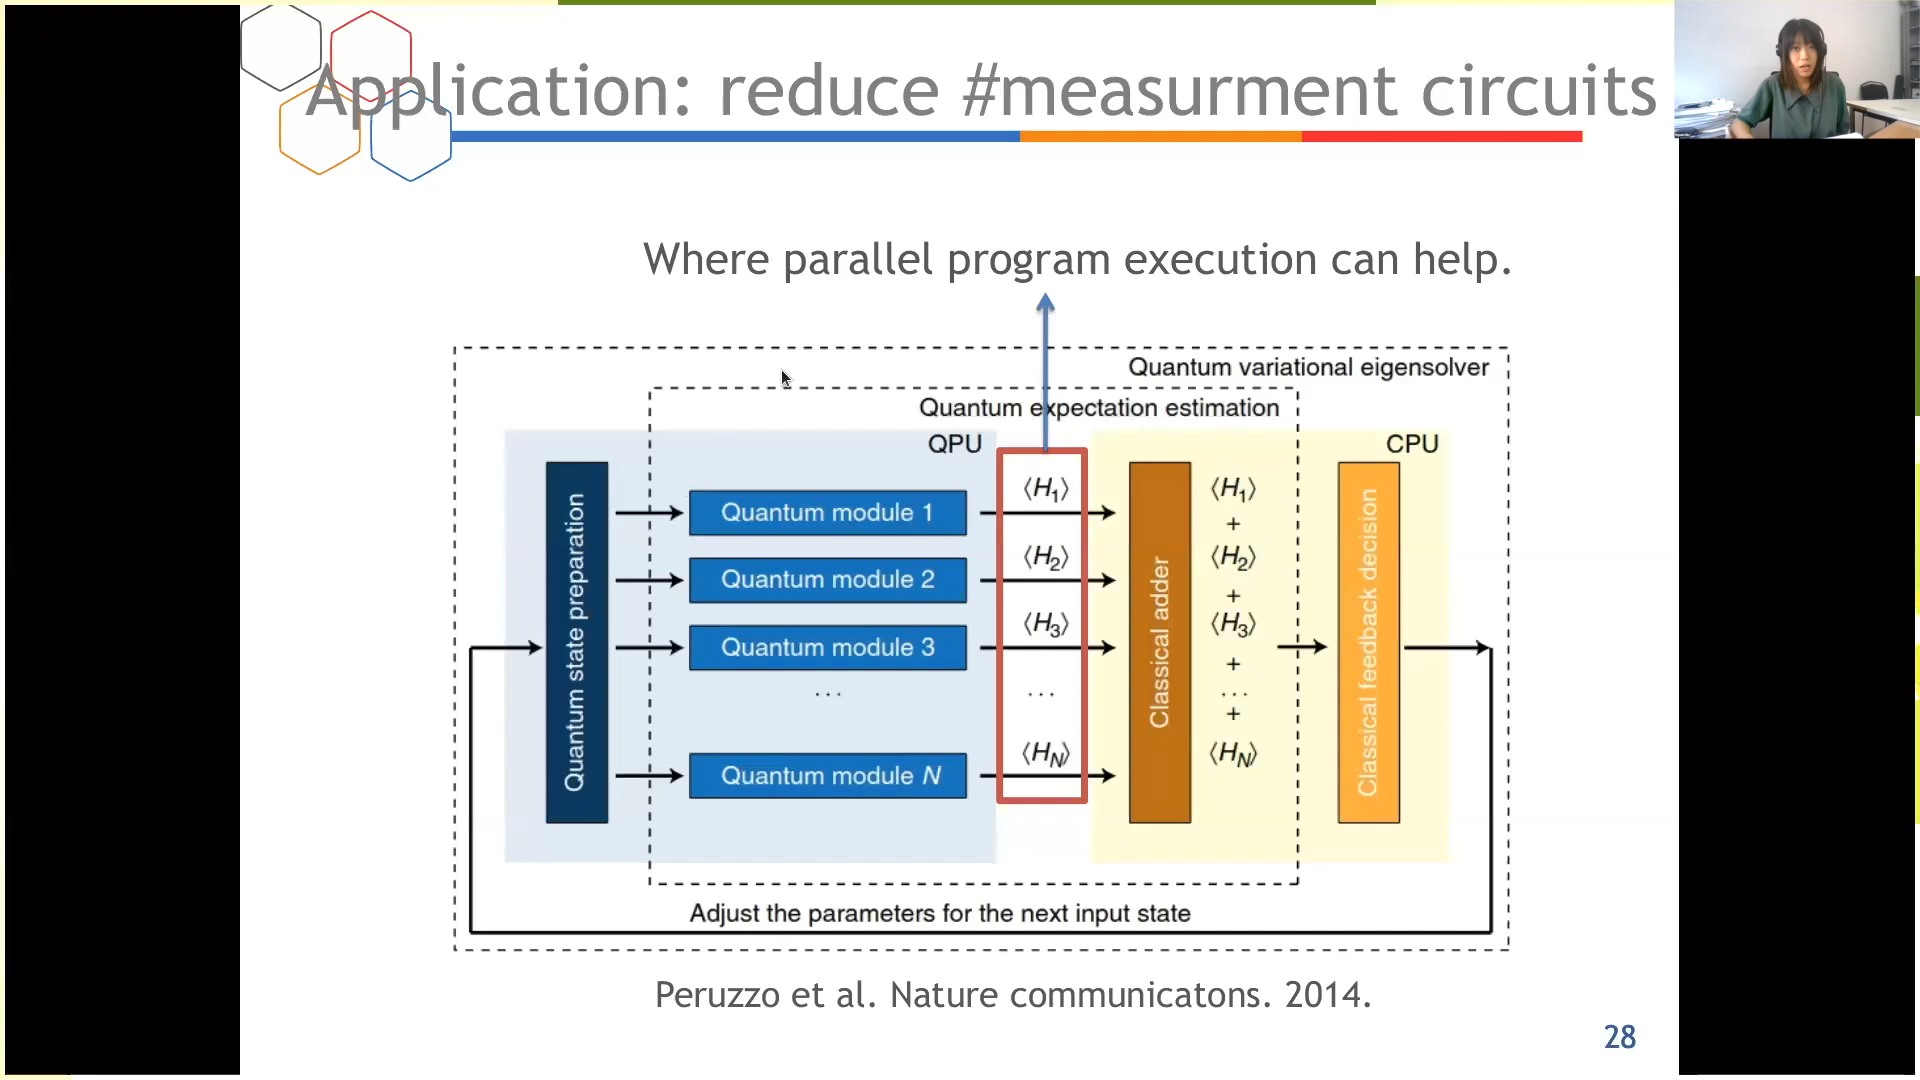 Application: reduce #measurment circuits
Where parallel program execution can help.
Quantum variational eigensolver
Quantum expectation estimation
QPU
CPU
Quantum state preparation
Quantum module 1
Quantum module 2
Quantum module 3
...
Quantum module N
⟨H1⟩
⟨H2⟩
⟨H3⟩
...
⟨HN⟩
Classical adder
⟨H1⟩
+
⟨H2⟩
+
⟨H3⟩
+
...
+
⟨HN⟩
Classical feedback decision
Adjust the parameters for the next input state
Peruzzo et al. Nature communicatons. 2014.
28